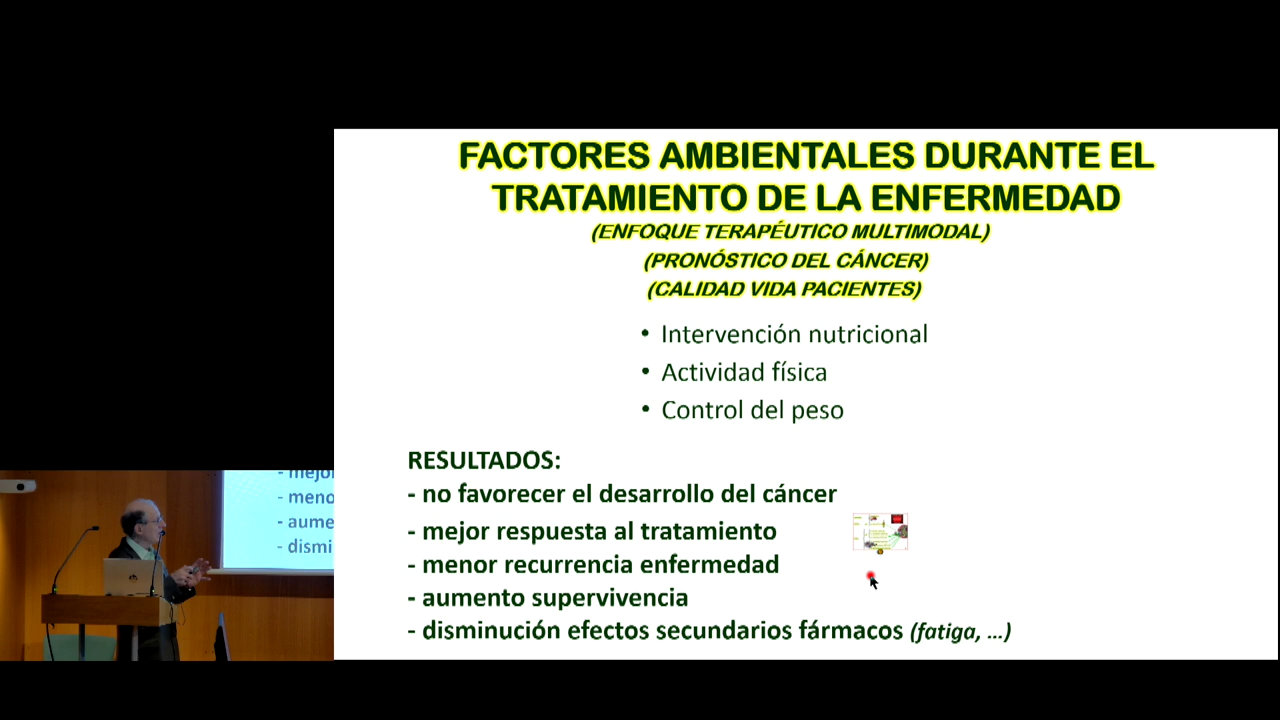 FACTORES AMBIENTALES DURANTE EL
TRATAMIENTO DE LA ENFERMEDAD
(ENFOQUE TERAPÉUTICO MULTIMODAL)
(PRONÓSTICO DEL CÁNCER)
(CALIDAD VIDA PACIENTES)
• Intervención nutricional
• Actividad física
• Control del peso
RESULTADOS:
- no favorecer el desarrollo del cáncer
- mejor respuesta al tratamiento
- menor recurrencia enfermedad
- aumento supervivencia
- disminución efectos secundarios fármacos (fatiga, ...)
- mejo
- meno
- aume
- dismi